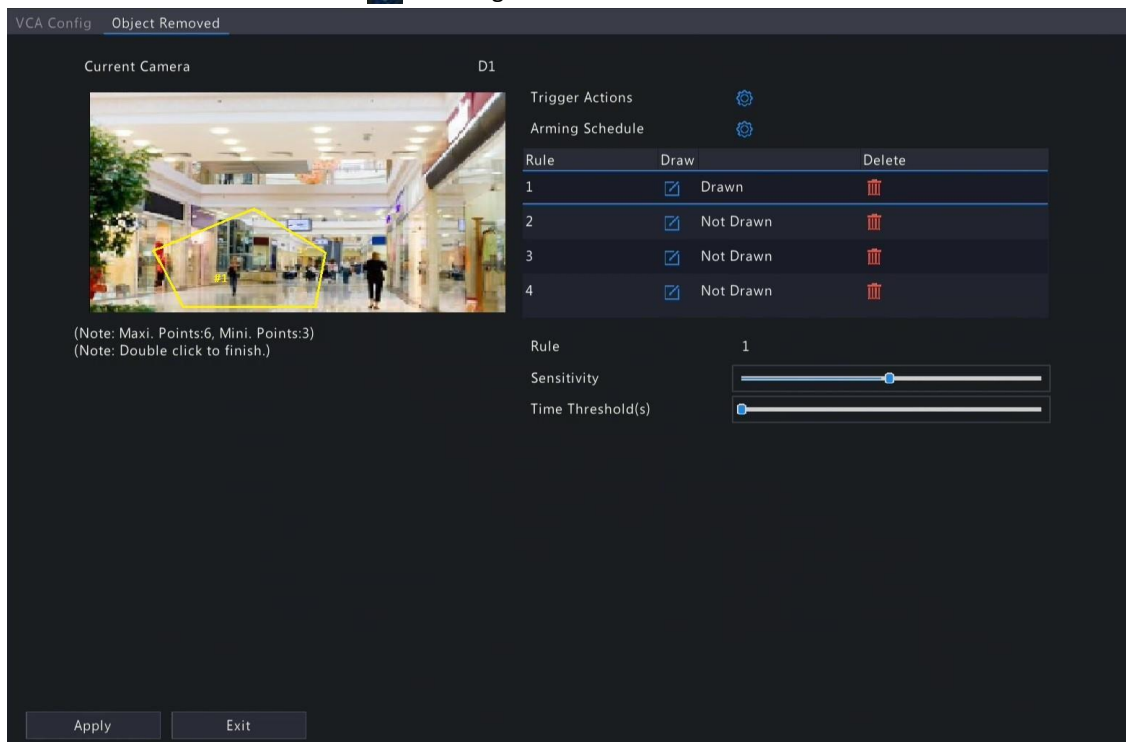 VCA Config Object Removed
Current Camera D1
Trigger Actions
Arming Schedule
Rule Draw Delete
1 Drawn
2 Not Drawn
3 Not Drawn
4 Not Drawn
#1
(Note: Maxi. Points:6, Mini. Points:3)
(Note: Double click to finish.)
Rule 1
Sensitivity
Time Threshold(s)
Apply Exit